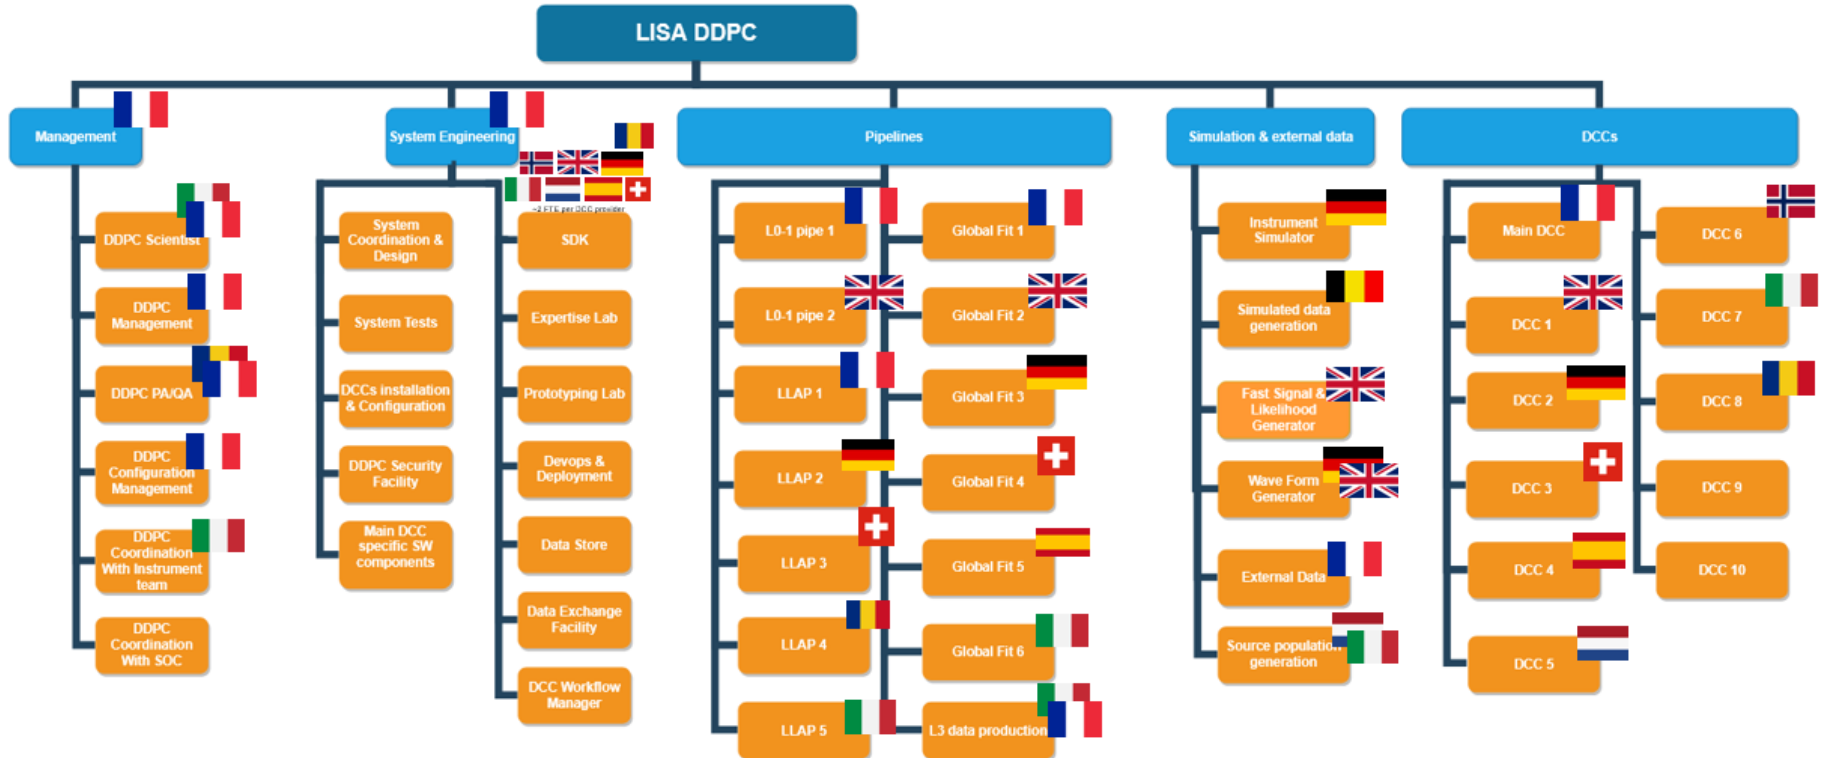 LISA DDPC
Management
DDPC Scientist
DDPC
Management
DDPC PA/QA
DDPC
Configuration
Management
DDPC
Coordination
With Instrument
team
DDPC
Coordination
With SOC
System Engineering
~2 FTE per DCC provider
System
Coordination &
Design
System Tests
DCCs installation
& Configuration
DDPC Security
Facility
Main DCC
specific SW
components
SDK
Expertise Lab
Prototyping Lab
Devops &
Deployment
Data Store
Data Exchange
Facility
DCC Workflow
Manager
Pipelines
L0-1 pipe 1
L0-1 pipe 2
LLAP 1
LLAP 2
LLAP 3
LLAP 4
LLAP 5
Global Fit 1
Global Fit 2
Global Fit 3
Global Fit 4
Global Fit 5
Global Fit 6
L3 data production
Simulation & external data
Instrument
Simulator
Simulated data
generation
Fast Signal &
Likelihood
Generator
Wave Form
Generator
External Data
Source population
generation
DCCs
Main DCC
DCC 1
DCC 2
DCC 3
DCC 4
DCC 5
DCC 6
DCC 7
DCC 8
DCC 9
DCC 10